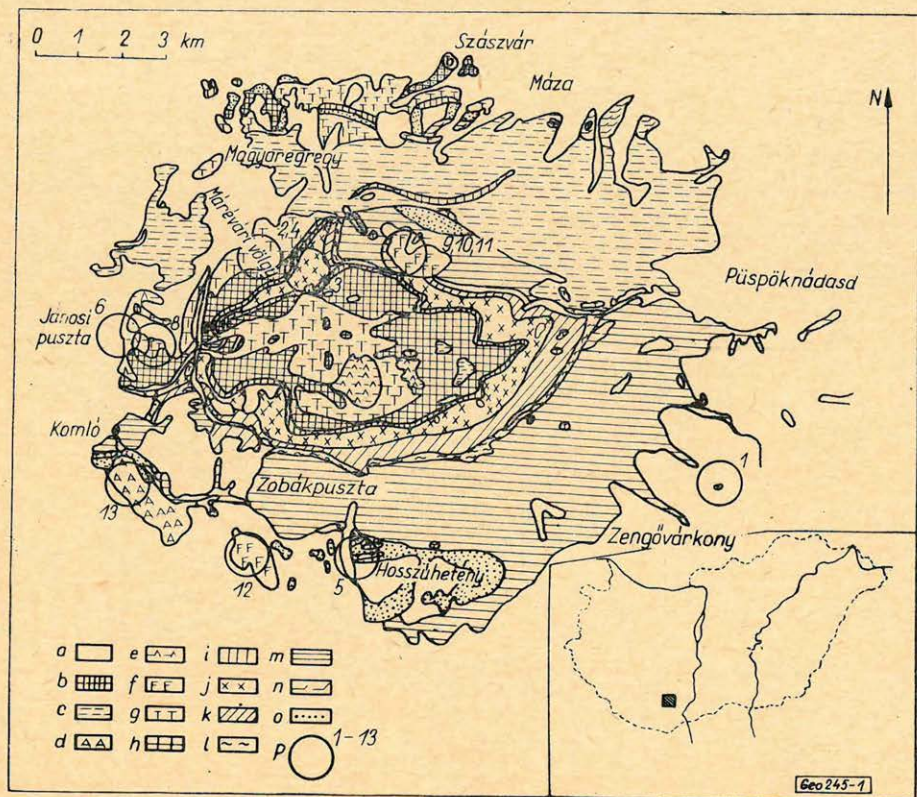 0 1 2 3 km
Szászvár
Máza
N
Magyaregregy
Márévári völgy
2,4
9,10,11
3
Püspöknádasd
Jánosi
puszta
6
8
Komló
1
13
Zobákpuszta
Zengővárkony
12
5
Hosszúhetény
a e i m
b f j n
c g k o
d h l p 1-13
Geo 245-1